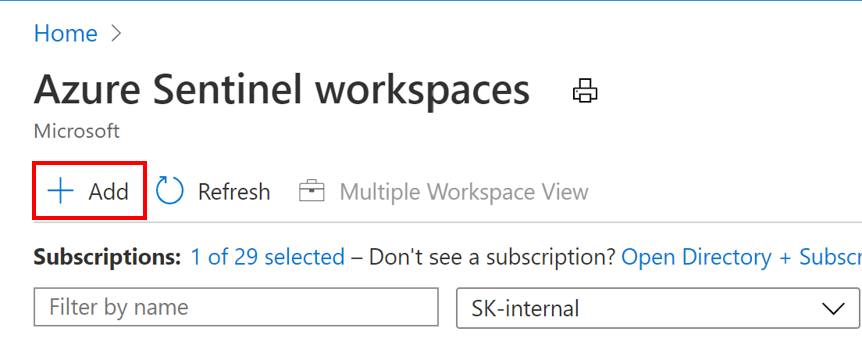 Home >
Azure Sentinel workspaces
Microsoft
+ Add Refresh Multiple Workspace View
Subscriptions: 1 of 29 selected – Don't see a subscription? Open Directory + Subscr
Filter by name SK-internal